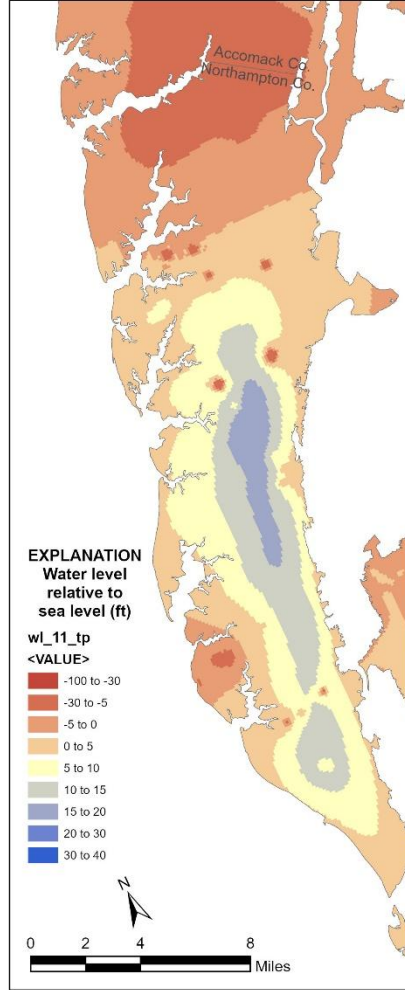 Accomack Co.
Northampton Co.
EXPLANATION
Water level
relative to
sea level (ft)
wl_11_tp
<VALUE>
-100 to -30
-30 to -5
-5 to 0
0 to 5
5 to 10
10 to 15
15 to 20
20 to 30
30 to 40
N
0 2 4 8
Miles